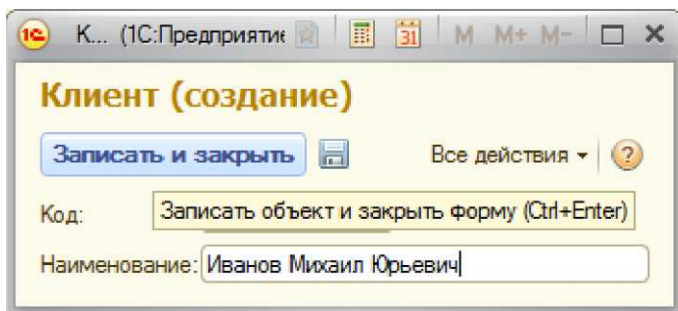 1С К... (1С:Предприятие 31 M M+ M-
Клиент (создание)
Записать и закрыть Все действия ?
Код: Записать объект и закрыть форму (Ctrl+Enter)
Наименование: Иванов Михаил Юрьевич